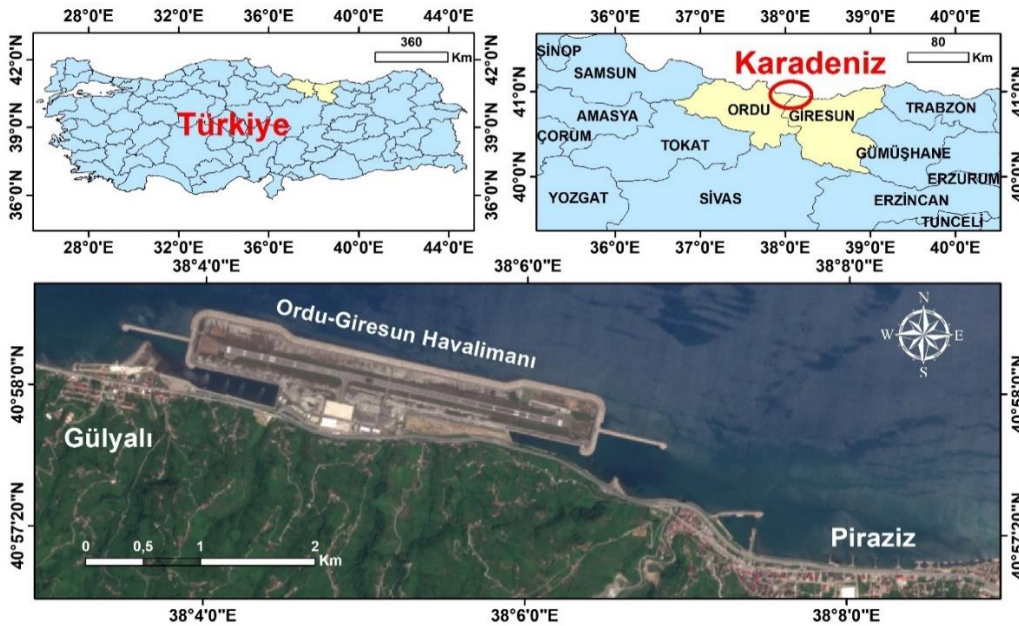 360
Km
42°0'N
39°0'N
36°0'N
Türkiye
42°0'N
39°0'N
36°0'N
28°0'E 32°0'E 36°0'E 40°0'E 44°0'E
36°0'E 37°0'E 38°0'E 39°0'E 40°0'E
80
Km
41°0'N
40°0'N
SİNOP
SAMSUN
Karadeniz
ORDU
GİRESUN
TRABZON
AMASYA
ÇORUM
TOKAT
GÜMÜŞHANE
ERZURUM
YOZGAT
SİVAS
ERZİNCAN
TUNCELİ
41°0'N
40°0'N
28°0'E 32°0'E 36°0'E 40°0'E 44°0'E
36°0'E 37°0'E 38°0'E 39°0'E 40°0'E
38°4'0"E 38°6'0"E 38°8'0"E
40°58'0"N
40°57'20"N
Ordu-Giresun Havalimanı
N
W E
S
Gülyalı
Piraziz
0 0,5 1 2
Km
40°58'0"N
40°57'20"N
38°4'0"E 38°6'0"E 38°8'0"E